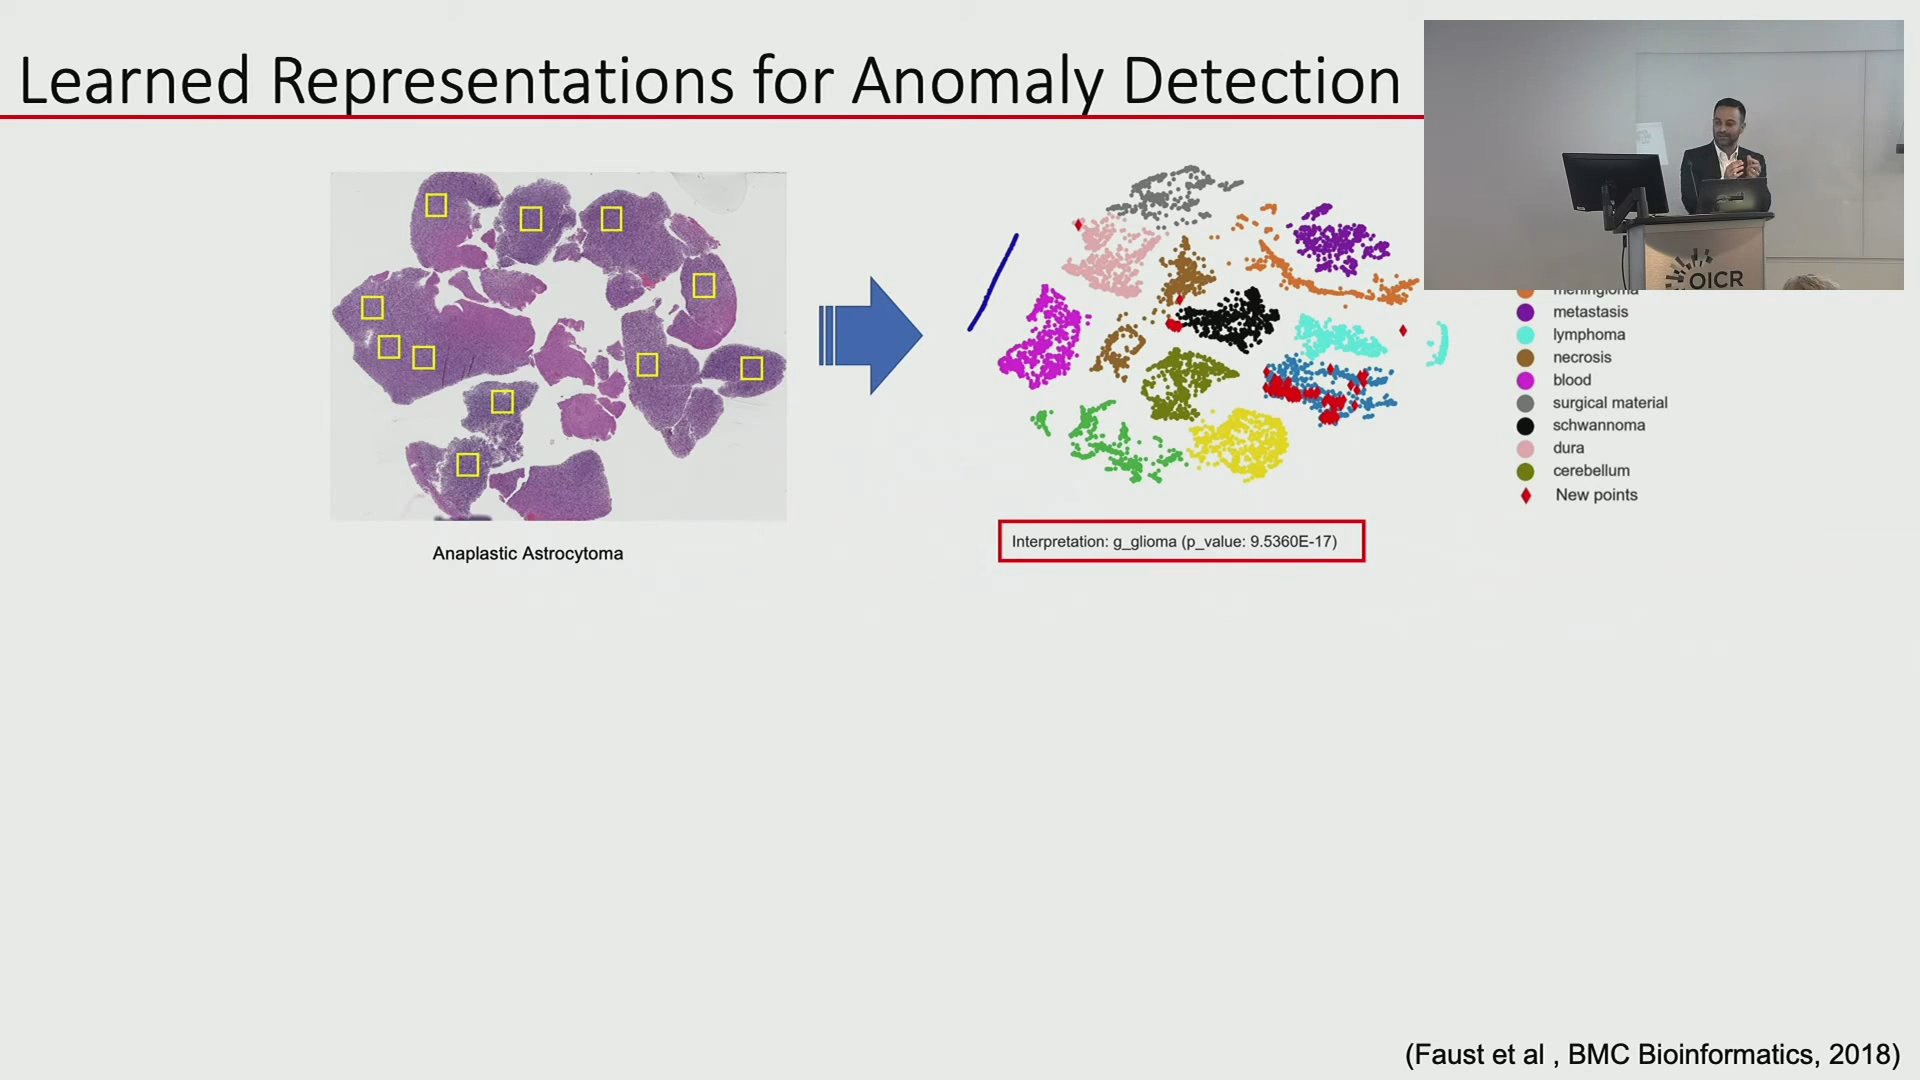 Learned Representations for Anomaly Detection
OICR
meningioma
metastasis
lymphoma
necrosis
blood
surgical material
schwannoma
dura
cerebellum
New points
Interpretation: g_glioma (p_value: 9.5360E-17)
Anaplastic Astrocytoma
(Faust et al , BMC Bioinformatics, 2018)